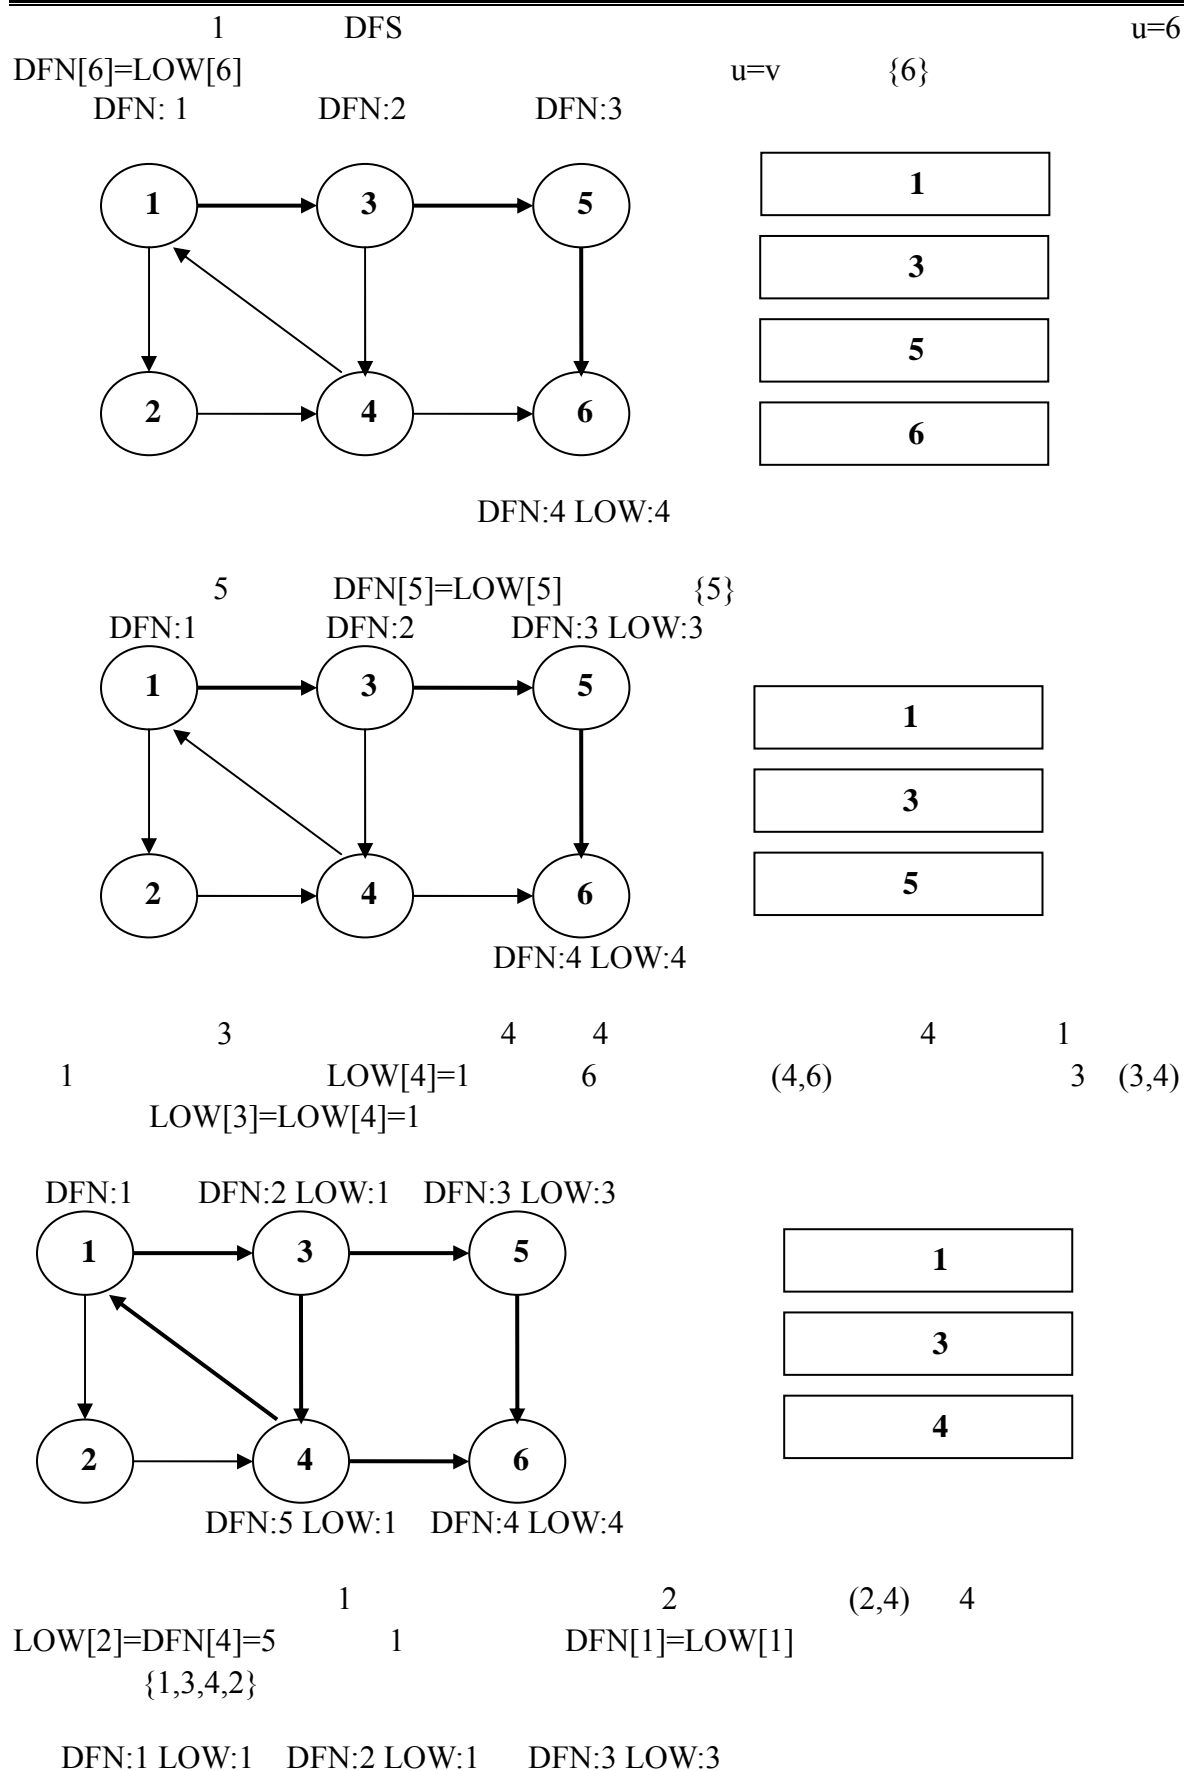 1 DFS u=6
DFN[6]=LOW[6] u=v {6}
DFN: 1 DFN:2 DFN:3
1 3 5
2 4 6
1
3
5
6
DFN:4 LOW:4
5 DFN[5]=LOW[5] {5}
DFN:1 DFN:2 DFN:3 LOW:3
1 3 5
2 4 6
1
3
5
DFN:4 LOW:4
3 4 4 4 1
1 LOW[4]=1 6 (4,6) 3 (3,4)
LOW[3]=LOW[4]=1
DFN:1 DFN:2 LOW:1 DFN:3 LOW:3
1 3 5
2 4 6
1
3
4
DFN:5 LOW:1 DFN:4 LOW:4
1 2 (2,4) 4
LOW[2]=DFN[4]=5 1 DFN[1]=LOW[1]
{1,3,4,2}
DFN:1 LOW:1 DFN:2 LOW:1 DFN:3 LOW:3